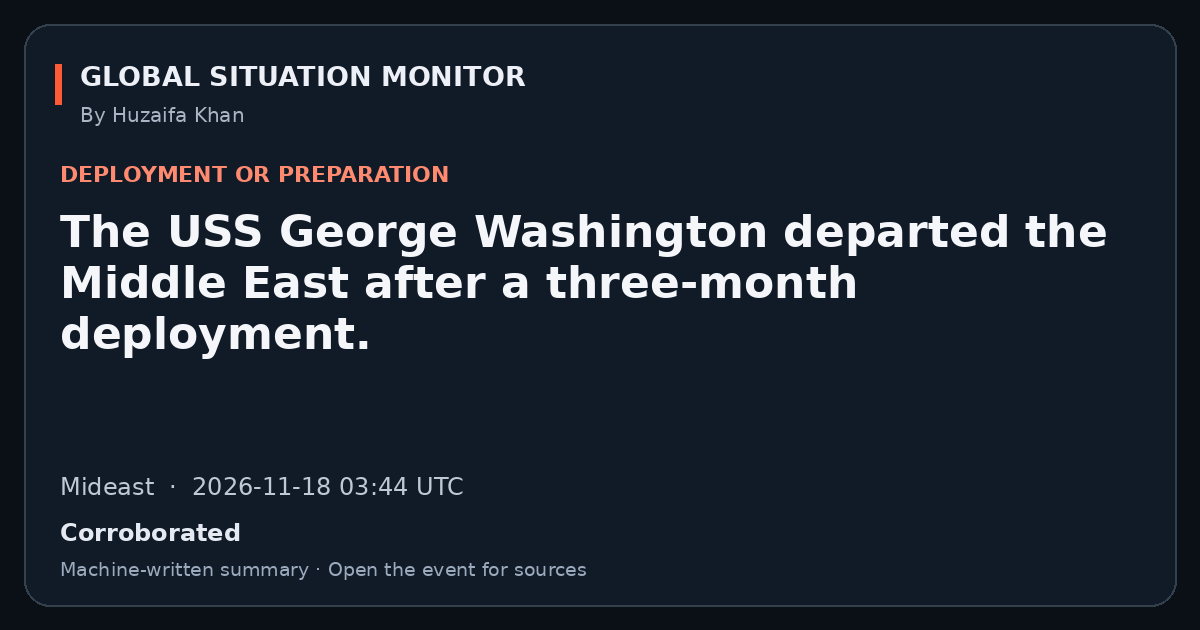 GLOBAL SITUATION MONITOR
By Huzaifa Khan
DEPLOYMENT OR PREPARATION
The USS George Washington departed the
Middle East after a three-month
deployment.
Mideast · 2026-11-18 03:44 UTC
Corroborated
Machine-written summary · Open the event for sources